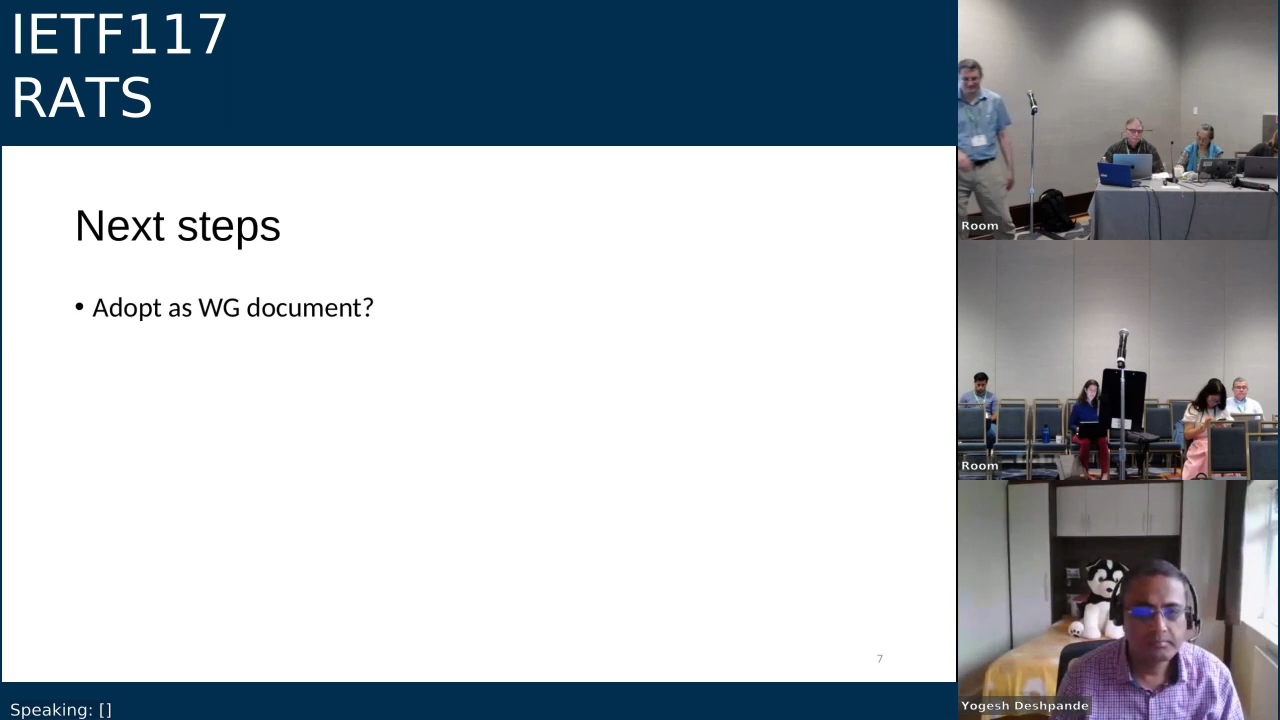 IETF117
RATS
Next steps
• Adopt as WG document?
7
Speaking: []
Room
Room
Yogesh Deshpande